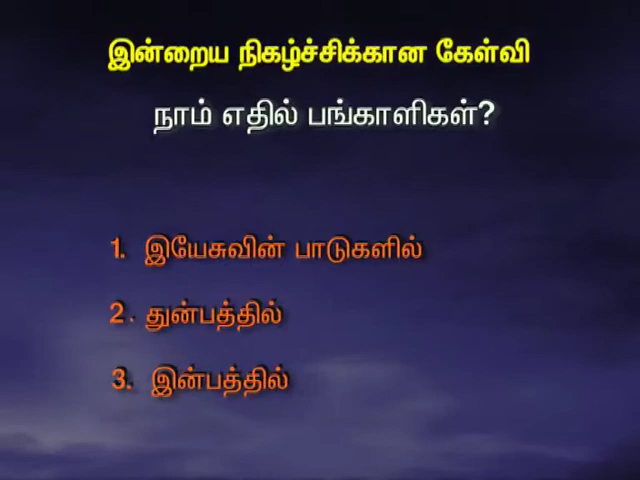 இன்றைய நிகழ்ச்சிக்கான கேள்வி
நாம் எதில் பங்காளிகள்?
1. இயேசுவின் பாடுகளில்
2. துன்பத்தில்
3. இன்பத்தில்